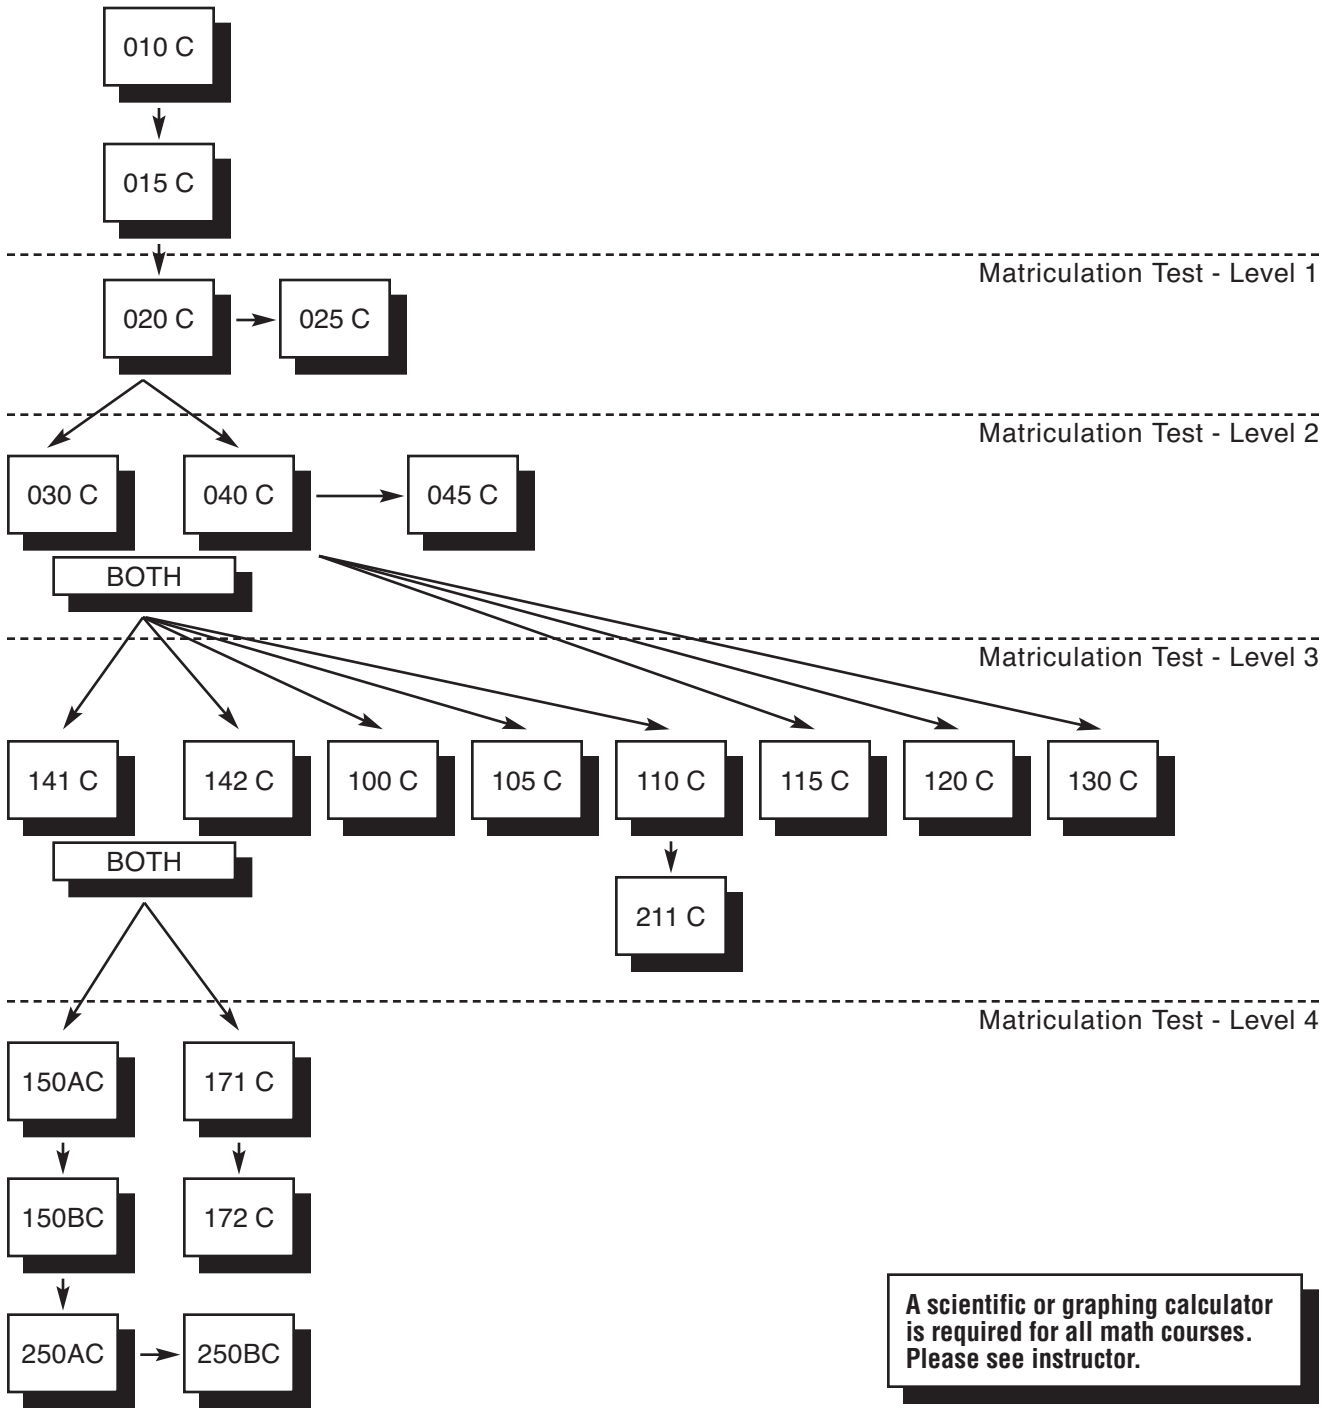 010 C
015 C
Matriculation Test - Level 1
020 C
025 C
Matriculation Test - Level 2
030 C
040 C
045 C
BOTH
Matriculation Test - Level 3
141 C
142 C
100 C
105 C
110 C
115 C
120 C
130 C
BOTH
211 C
Matriculation Test - Level 4
150AC
171 C
150BC
172 C
250AC
250BC
A scientific or graphing calculator
is required for all math courses.
Please see instructor.